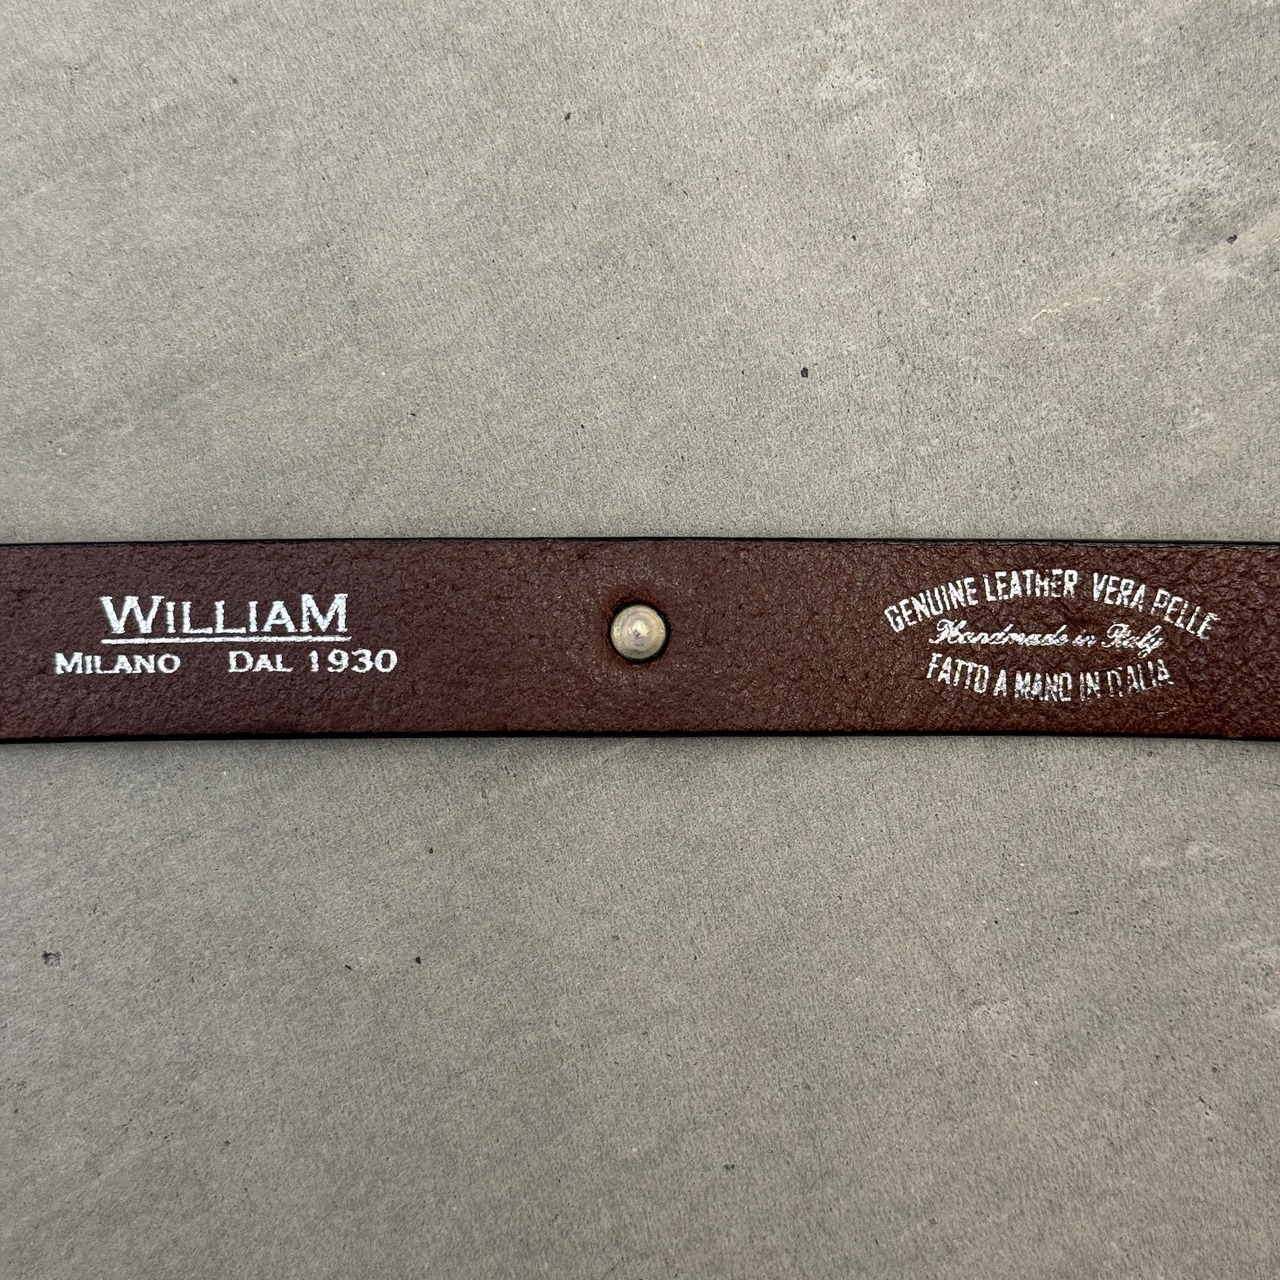 WILLIAM
MILANO DAL 1930
GENUINE LEATHER VERA PELLE
Handmade in Italy
FATTO A MANO IN ITALIA